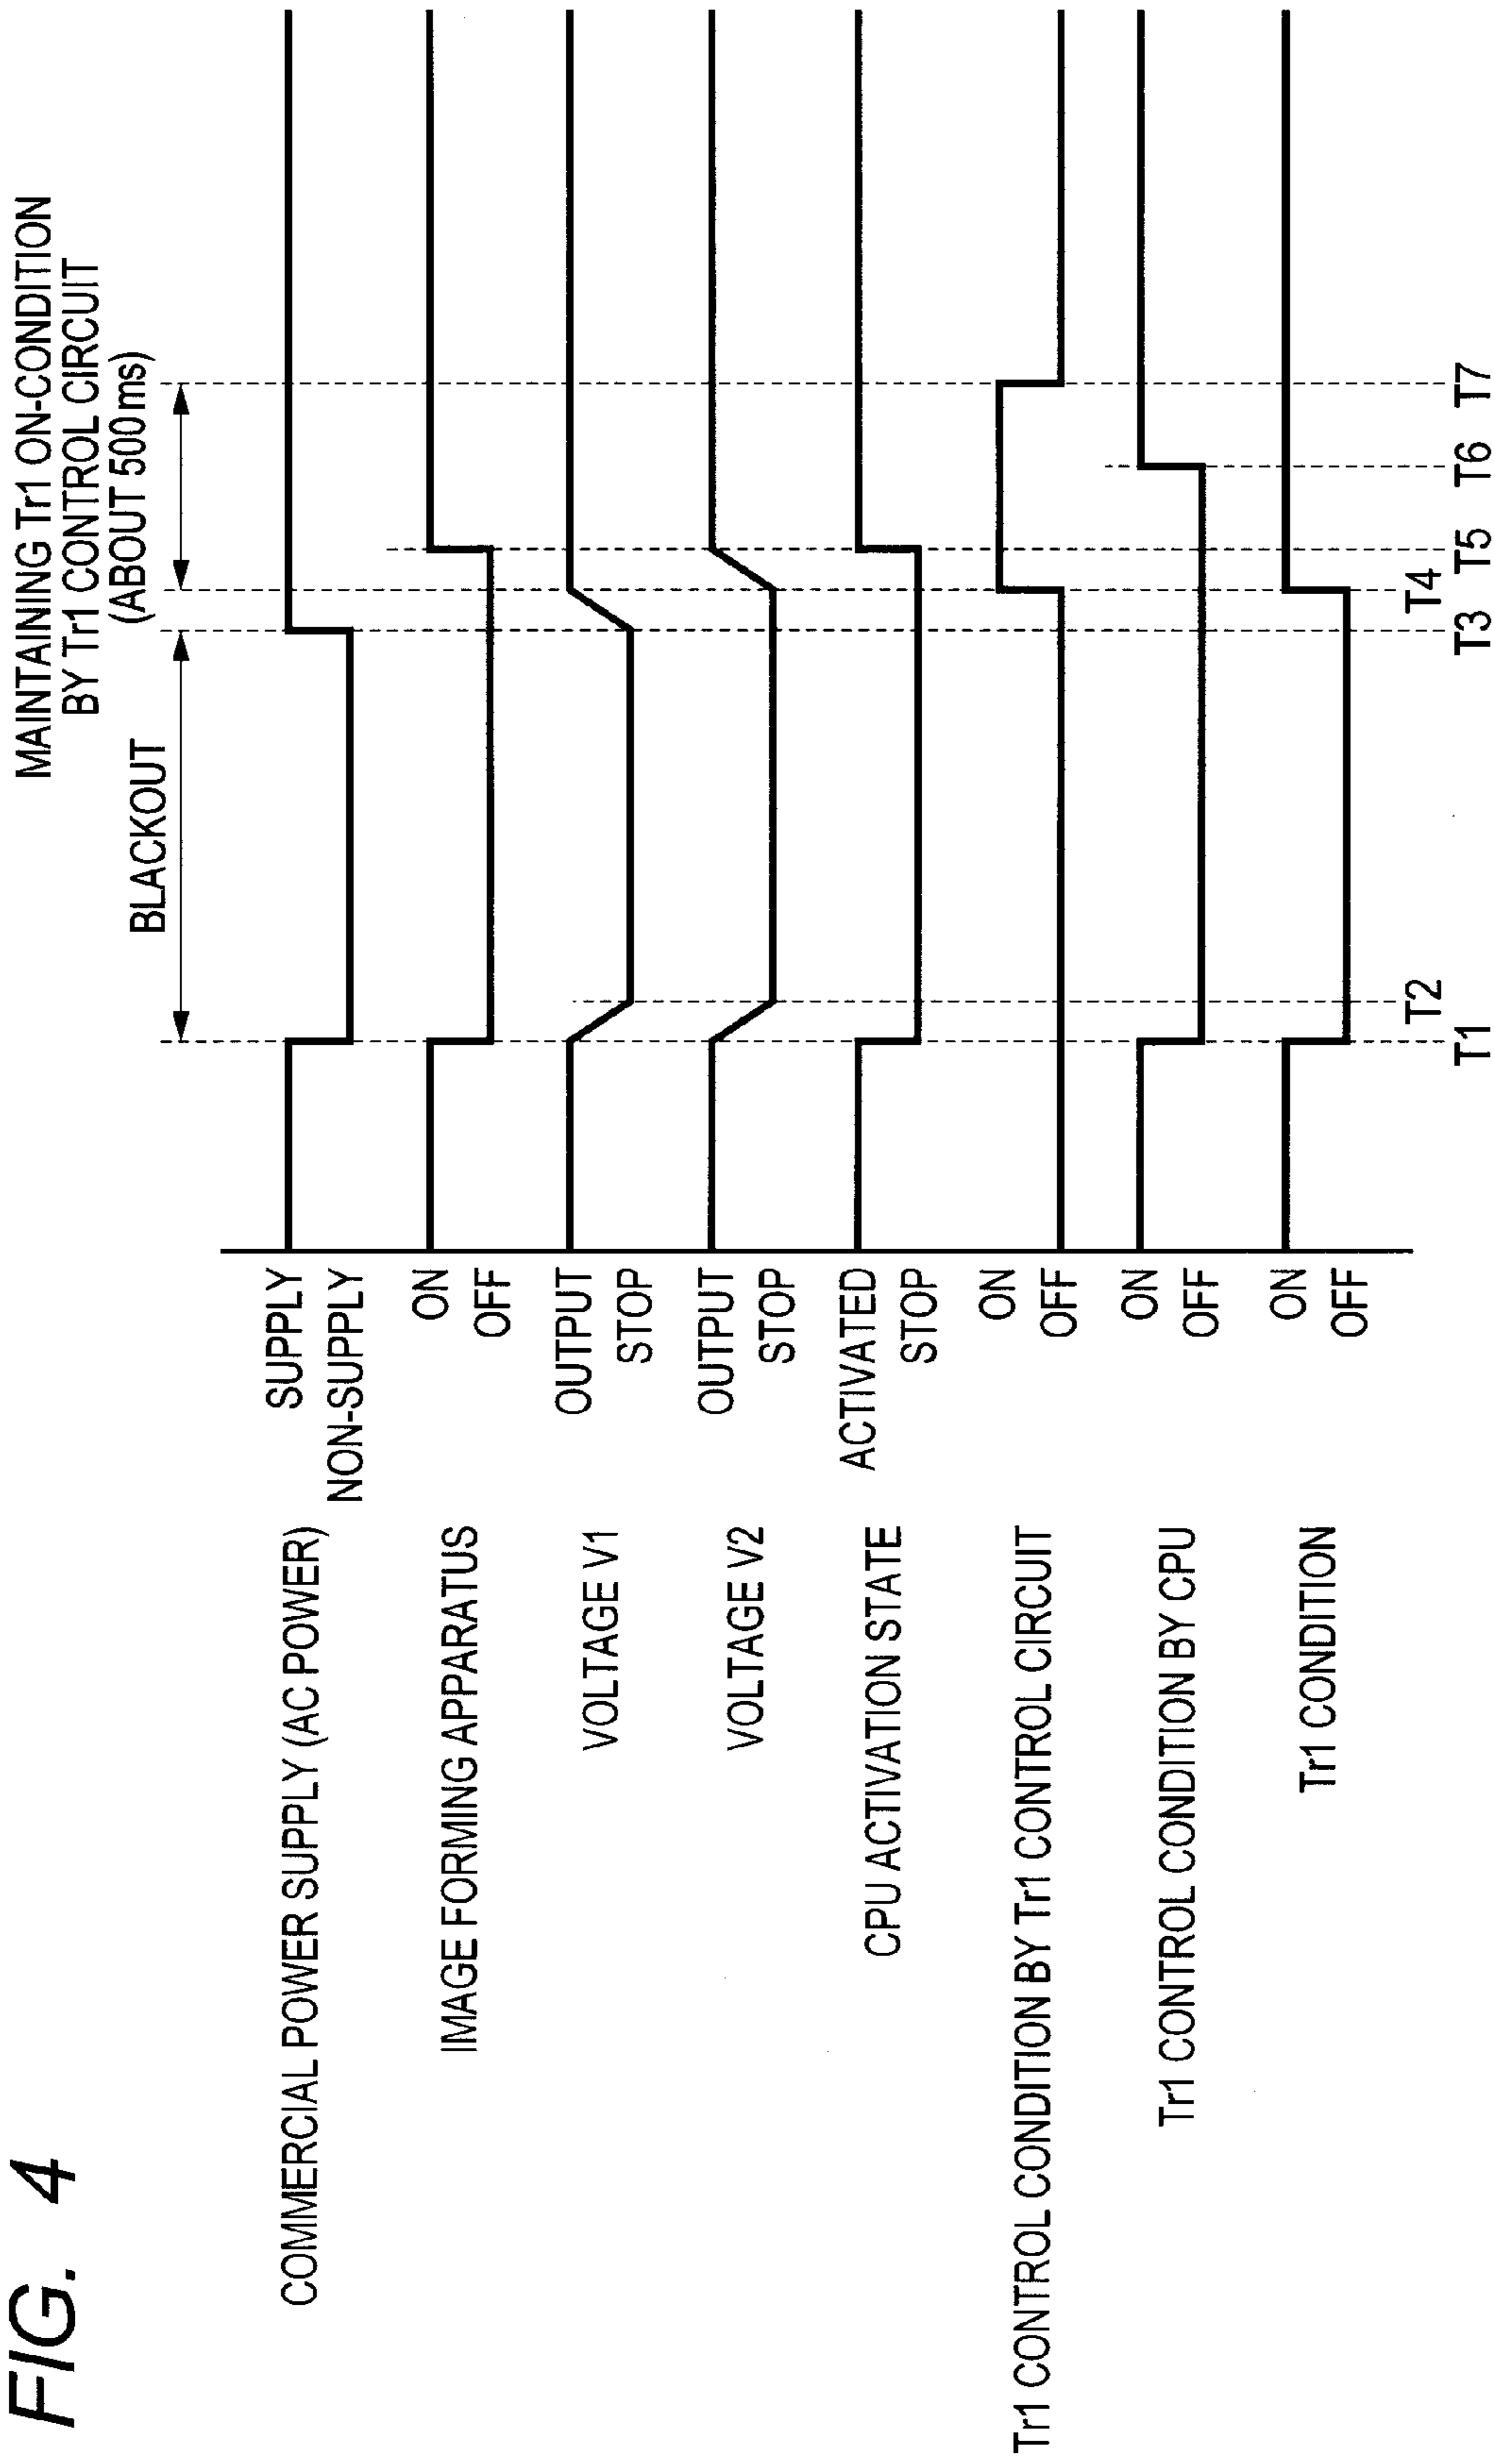 FIG. 4
MAINTAINING Tr1 ON-CONDITION
BY Tr1 CONTROL CIRCUIT
(ABOUT 500ms)
BLACKOUT
COMMERCIAL POWER SUPPLY (AC POWER)
SUPPLY
NON-SUPPLY
IMAGE FORMING APPARATUS
ON
OFF
VOLTAGE V1
OUTPUT
STOP
VOLTAGE V2
OUTPUT
STOP
CPU ACTIVATION STATE
ACTIVATED
STOP
Tr1 CONTROL CONDITION BY Tr1 CONTROL CIRCUIT
ON
OFF
Tr1 CONTROL CONDITION BY CPU
ON
OFF
Tr1 CONDITION
ON
OFF
T1
T2
T3
T4
T5
T6
T7